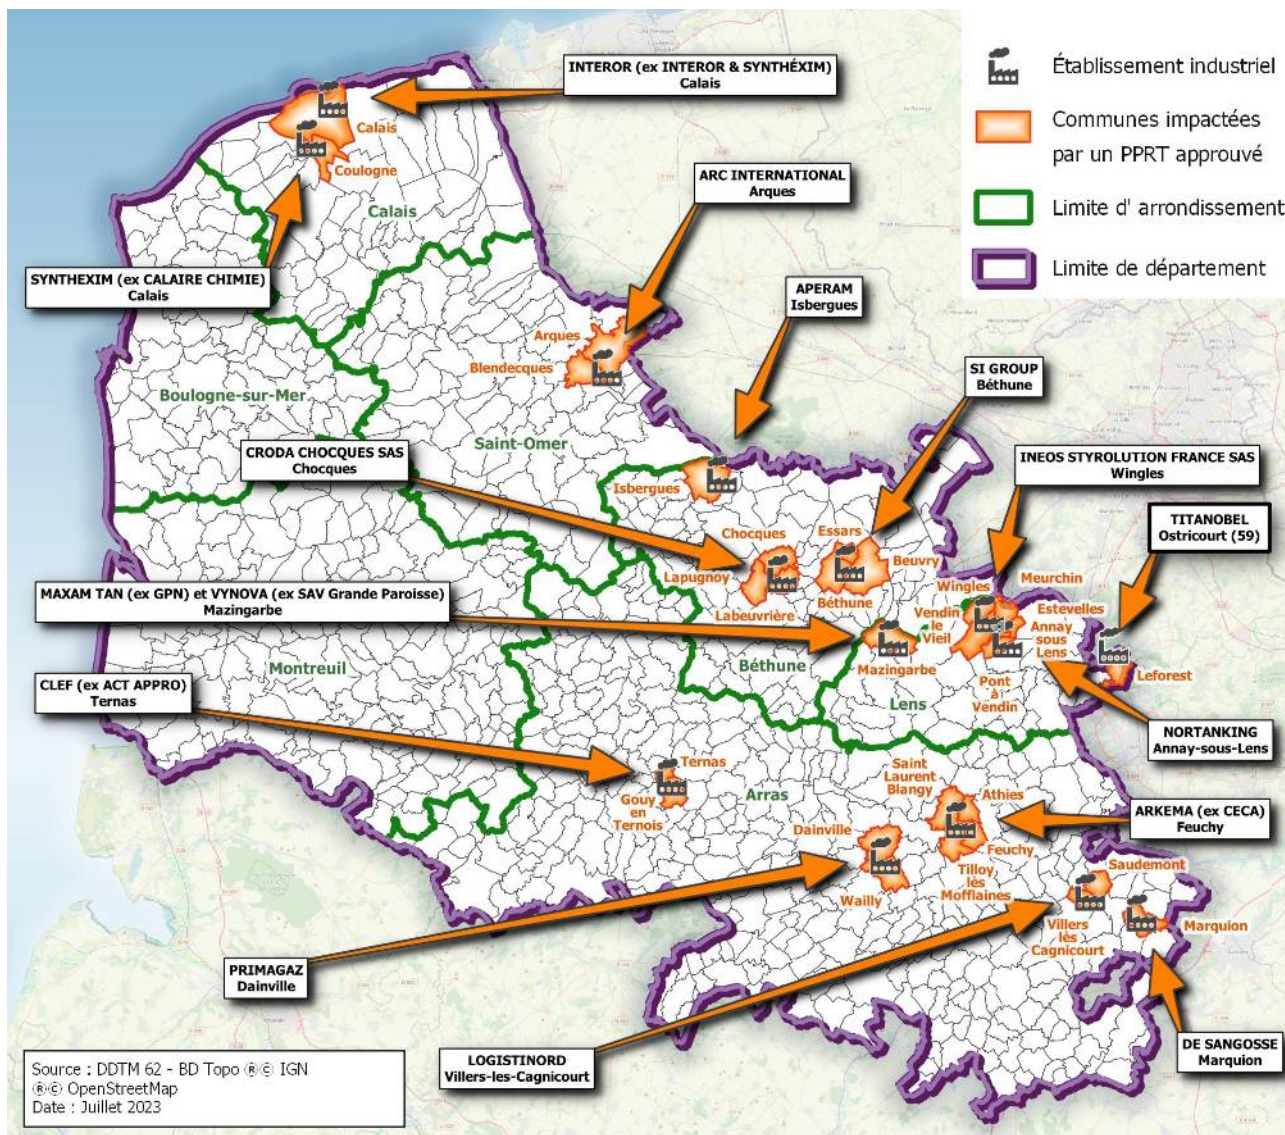 INTEROR (ex INTEROR & SYNTHÉXIM)
Calais
Établissement industriel
Communes impactées
par un PPRT approuvé
Limite d' arrondissement
Limite de département
Calais
Coulogne
ARC INTERNATIONAL
Arques
Calais
SYNTHEXIM (ex CALAIRE CHIMIE)
Calais
APERAM
Isbergues
Arques
Blendecques
SI GROUP
Béthune
Boulogne-sur-Mer
Saint-Omer
CRODA CHOCQUES SAS
Chocques
INEOS STYROLUTION FRANCE SAS
Wingles
Isbergues
TITANOBEL
Ostricourt (59)
Chocques
Essars
Beuvry
Lapugnoy
Labeuvrière
Béthune
Wingles
Meurchin
Estevelles
Vendin
le
Vieil
Annay
sous
Lens
MAXAM TAN (ex GPN) et VYNOVA (ex SAV Grande Paroisse)
Mazingarbe
Montreuil
Béthune
Mazingarbe
Lens
Pont
à
Vendin
Leforest
CLEF (ex ACT APPRO)
Ternas
NORTANKING
Annay-sous-Lens
Ternas
Gouy
en
Ternois
Arras
Saint
Laurent
Blangy
Athies
Dainville
Feuchy
ARKEMA (ex CECA)
Feuchy
Wailly
Tilloy
lès
Mofflaines
Saudemont
Villers
lès
Cagnicourt
Marquion
PRIMAGAZ
Dainville
LOGISTINORD
Villers-les-Cagnicourt
DE SANGOSSE
Marquion
Source : DDTM 62 - BD Topo ®© IGN
®© OpenStreetMap
Date : Juillet 2023